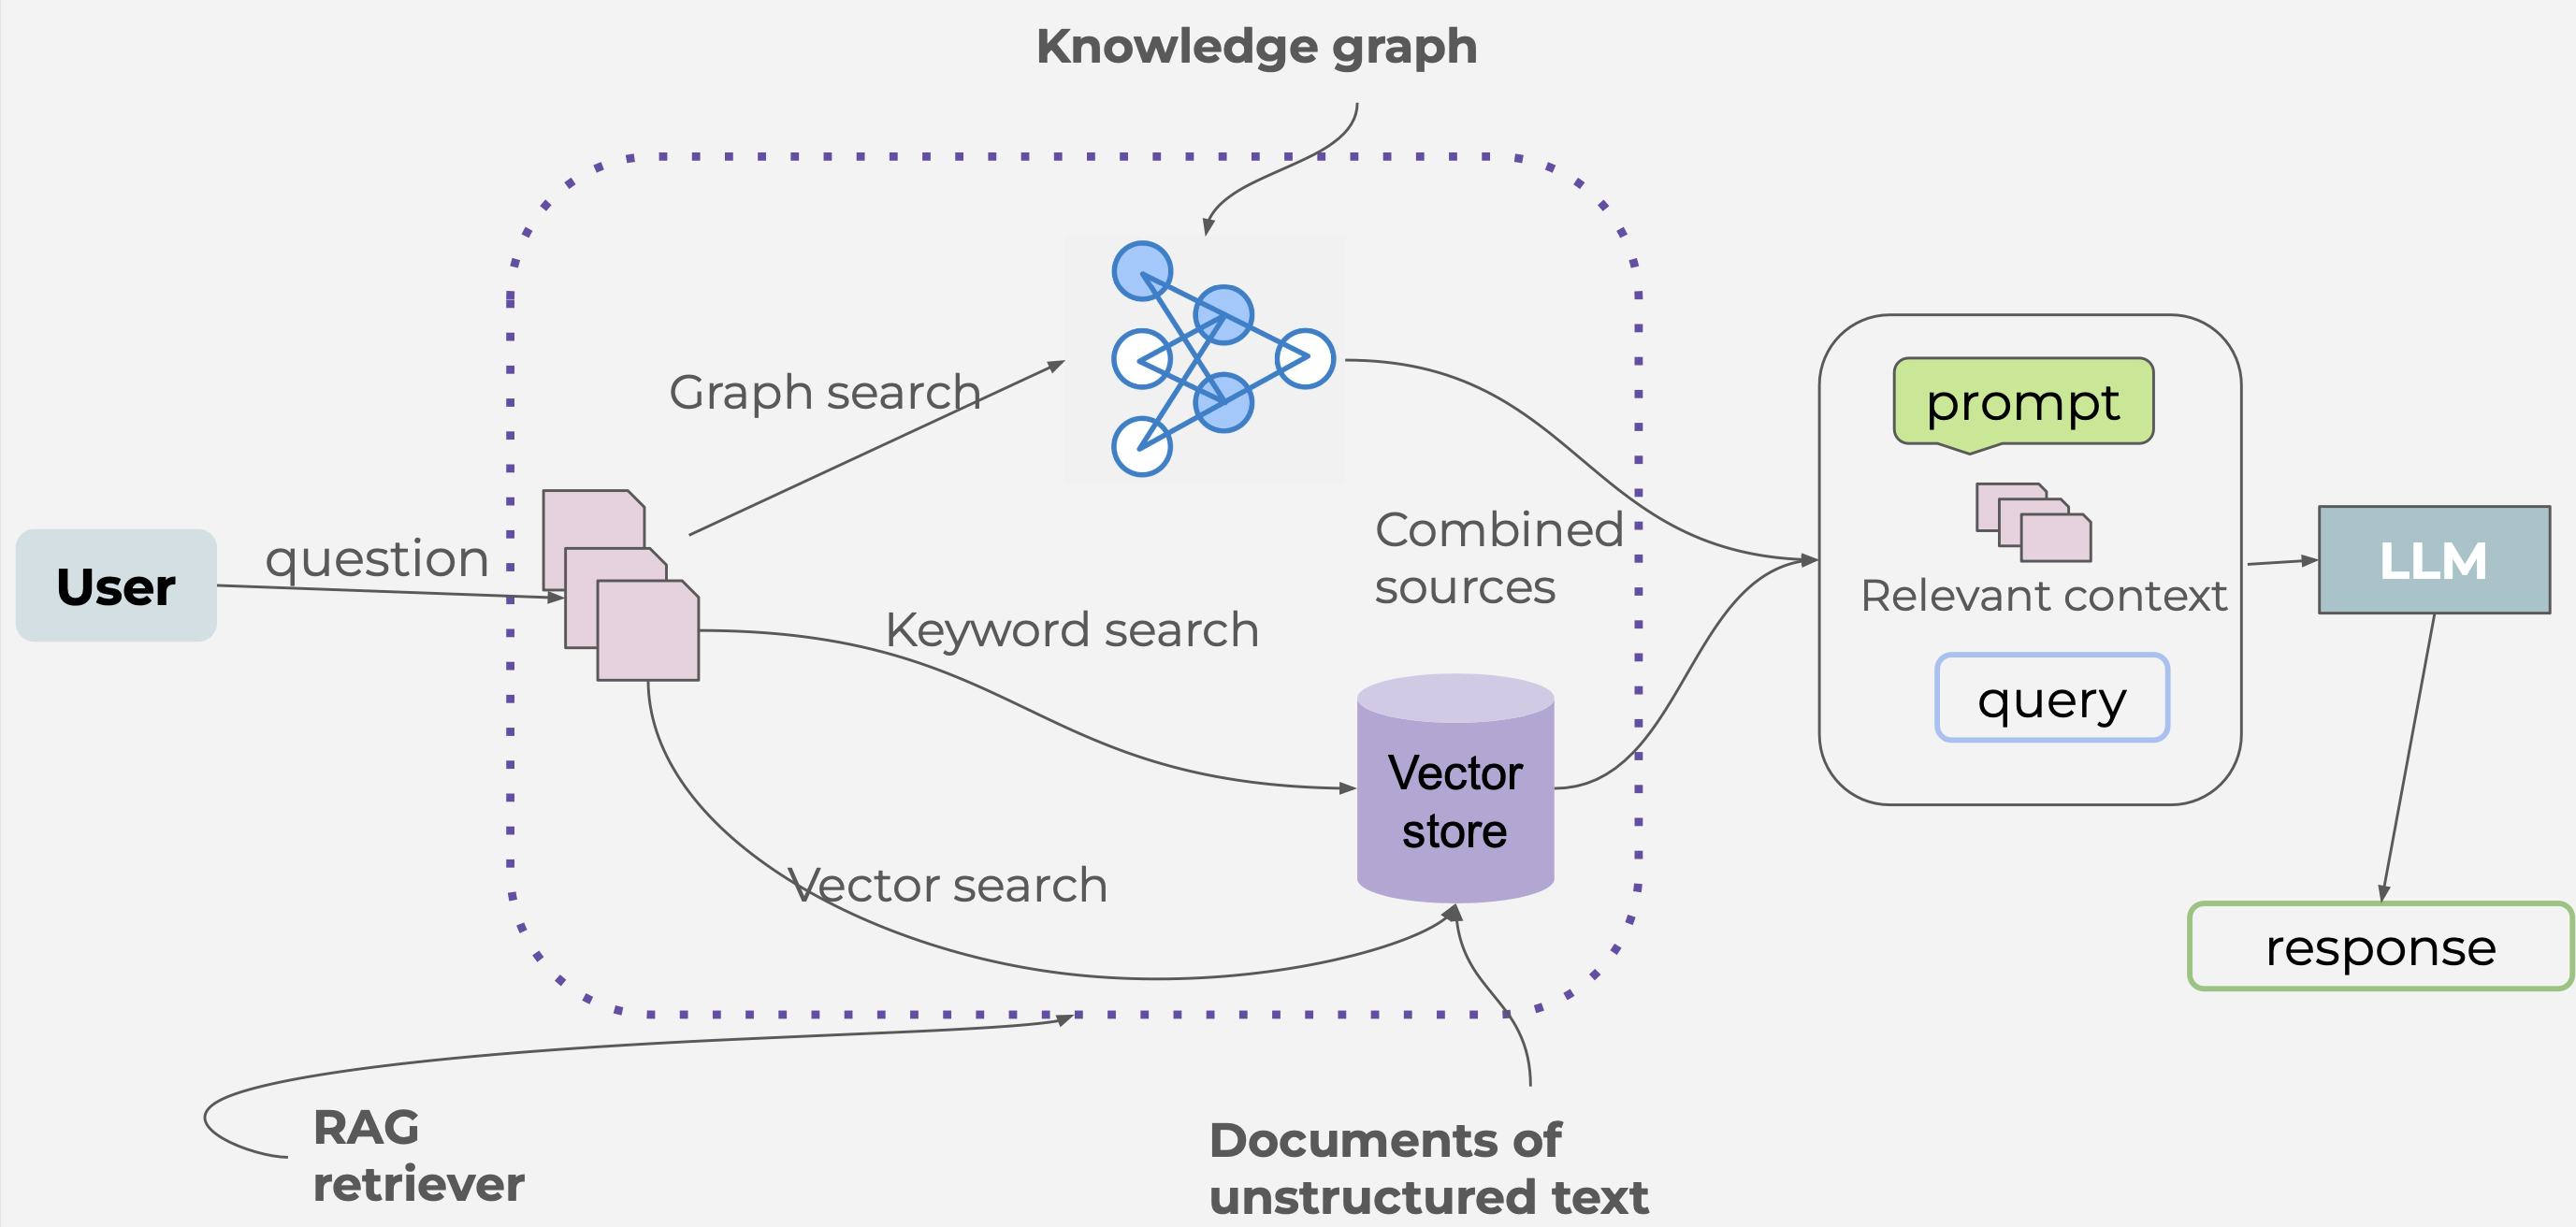 Knowledge graph
Graph search
User
question
Combined
sources
Keyword search
Vector
store
Vector search
prompt
Relevant context
query
LLM
response
RAG
retriever
Documents of
unstructured text